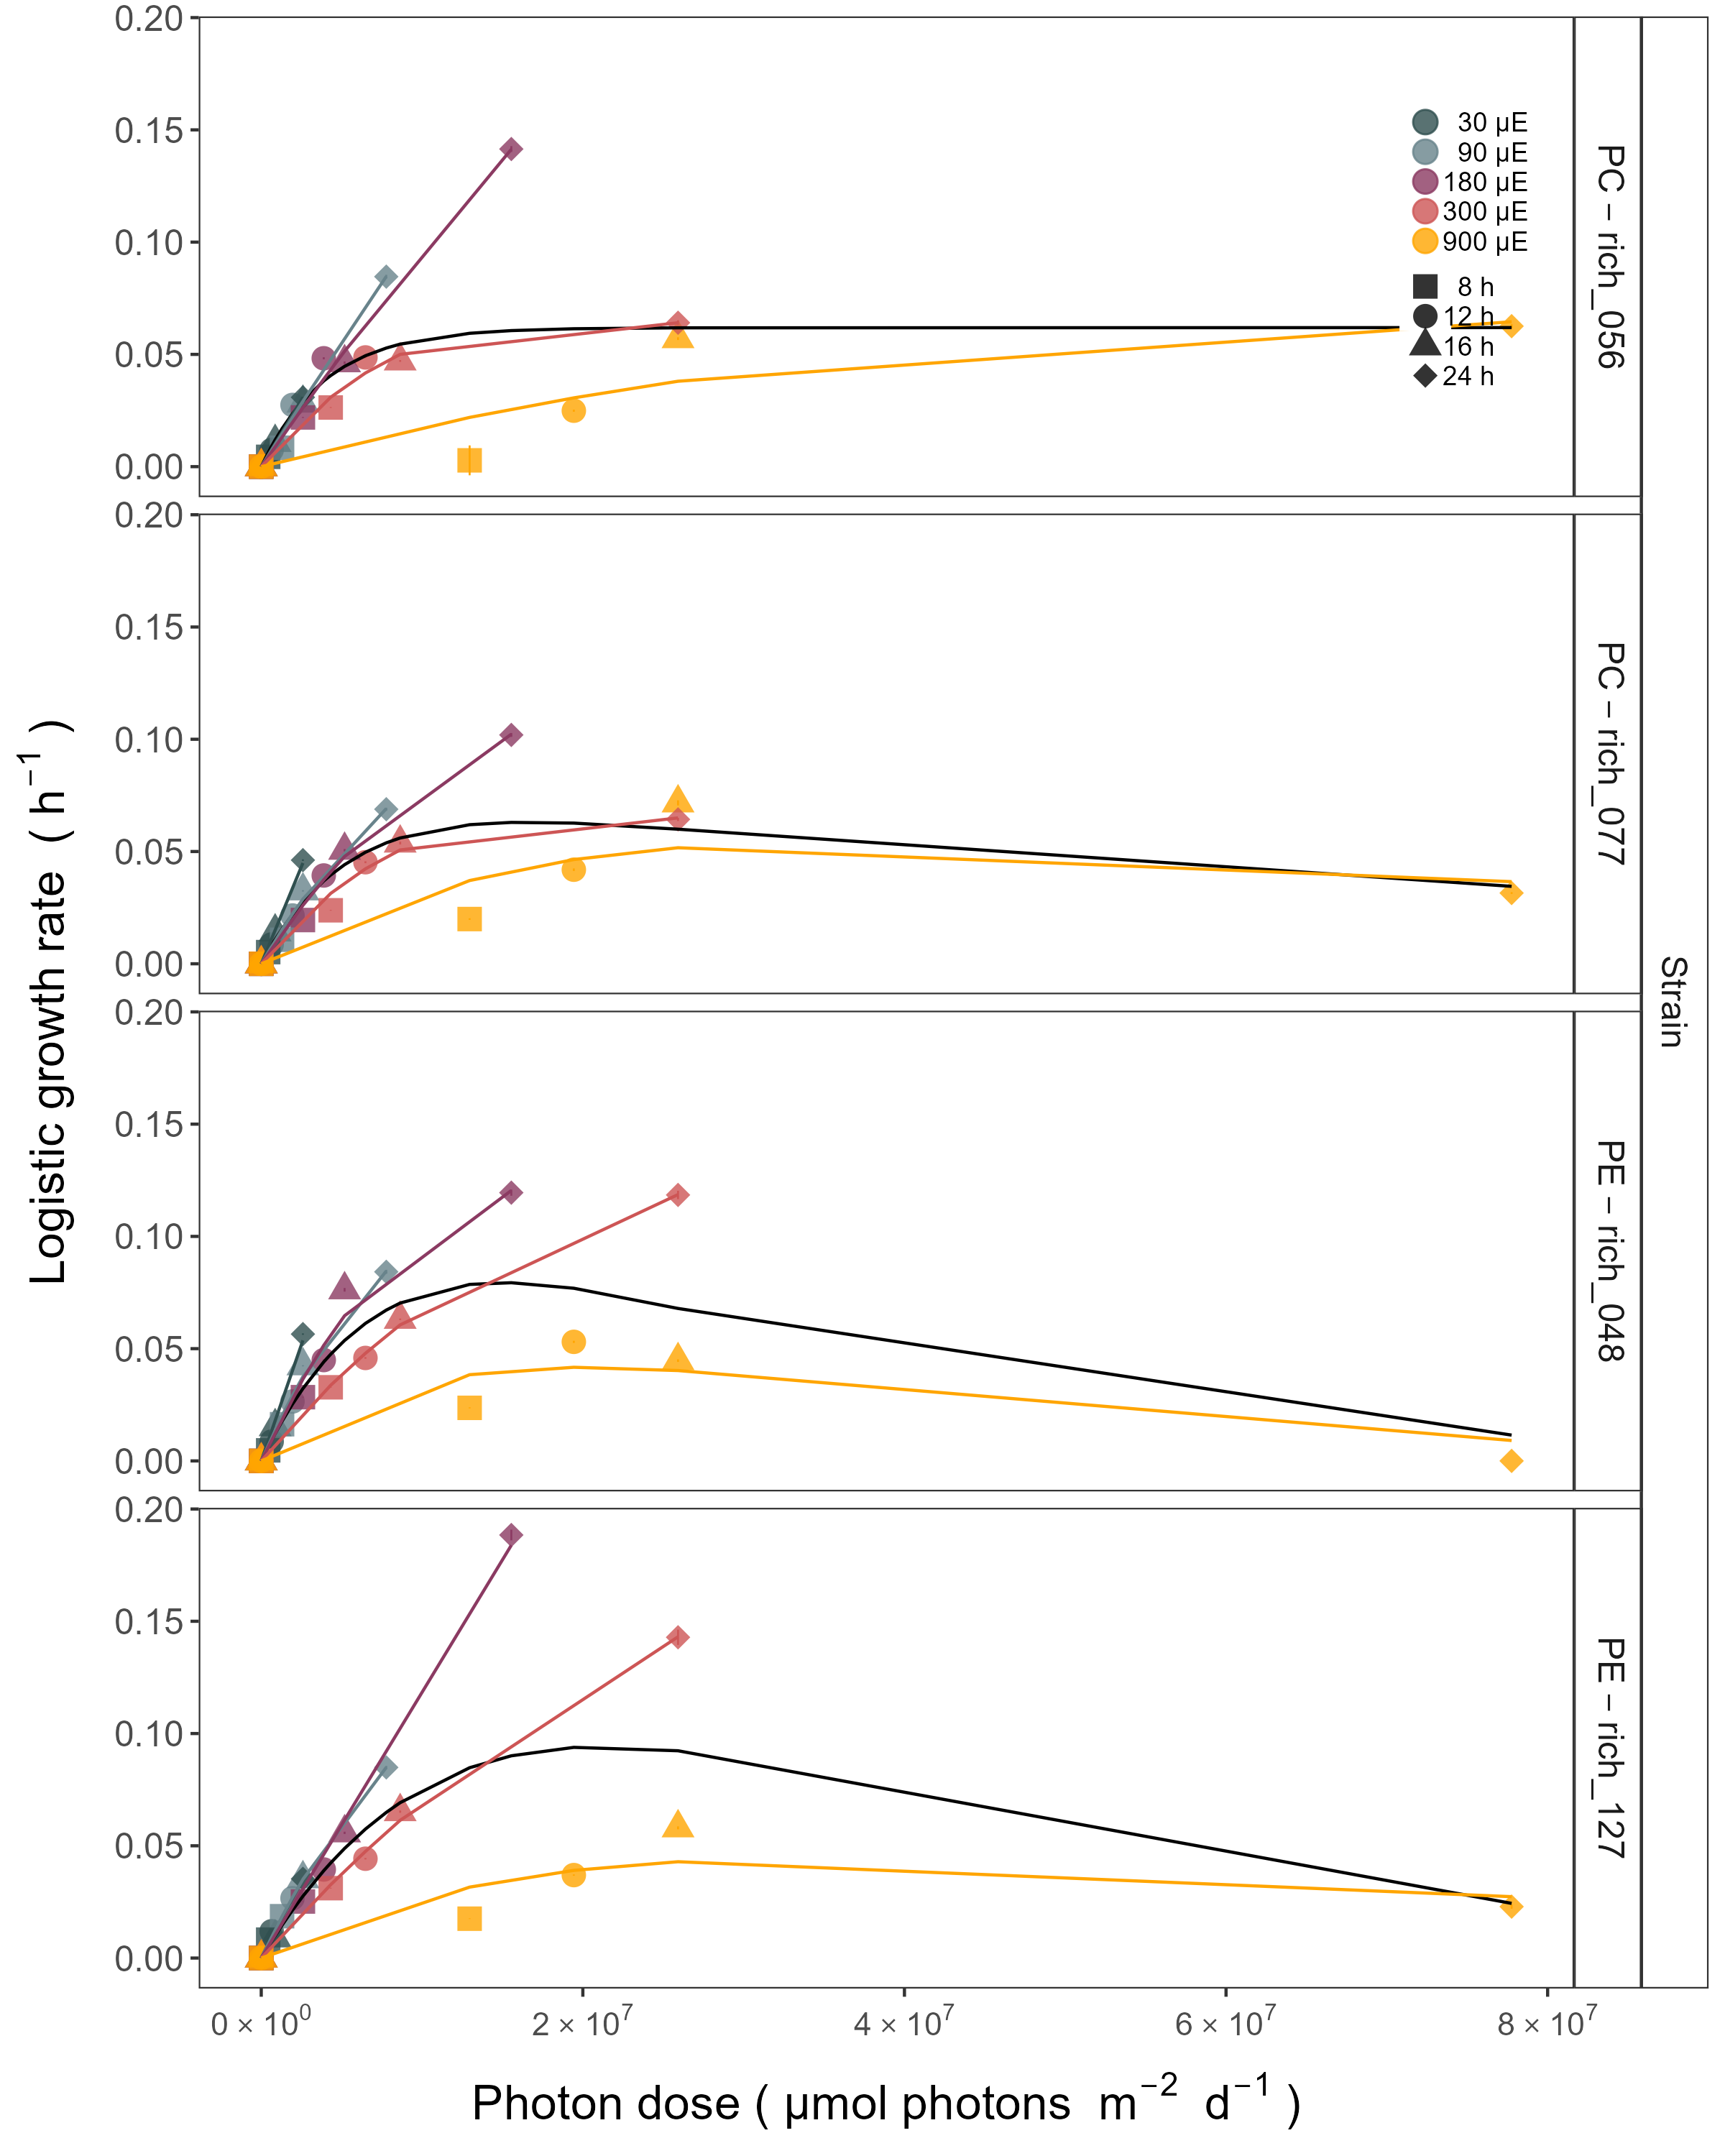 Logistic growth rate ( h−1 )
0.20
0.15
0.10
0.05
0.00
30 µE
90 µE
180 µE
300 µE
900 µE
8 h
12 h
16 h
24 h
PC − rich_056
0.20
0.15
0.10
0.05
0.00
PC − rich_077
Strain
0.20
0.15
0.10
0.05
0.00
PE − rich_048
0.20
0.15
0.10
0.05
0.00
PE − rich_127
0 × 10⁰ 2 × 10⁷ 4 × 10⁷ 6 × 10⁷ 8 × 10⁷
Photon dose ( µmol photons m−2 d−1 )